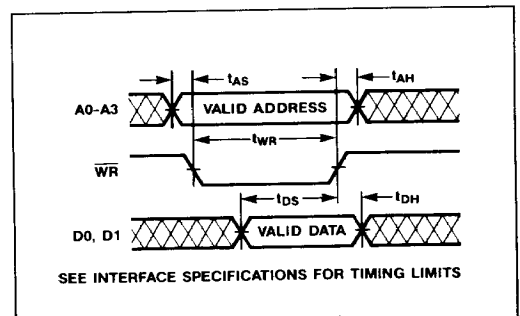 tAS
tAH
A0-A3
VALID ADDRESS
tWR
WR
tDS
tDH
D0, D1
VALID DATA
SEE INTERFACE SPECIFICATIONS FOR TIMING LIMITS